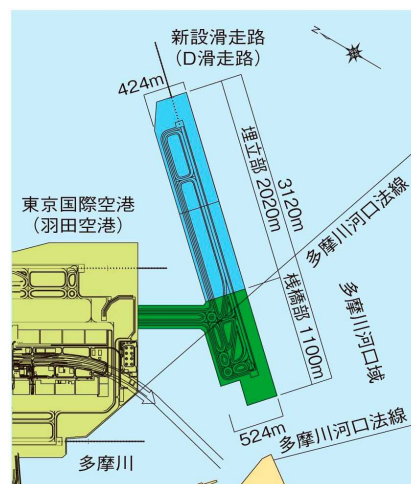 新設滑走路
(D滑走路)
N
424m
3120m
埋立部 2020m
東京国際空港
(羽田空港)
多摩川河口法線
桟橋部 1100m
多摩川河口域
524m
多摩川河口法線
多摩川